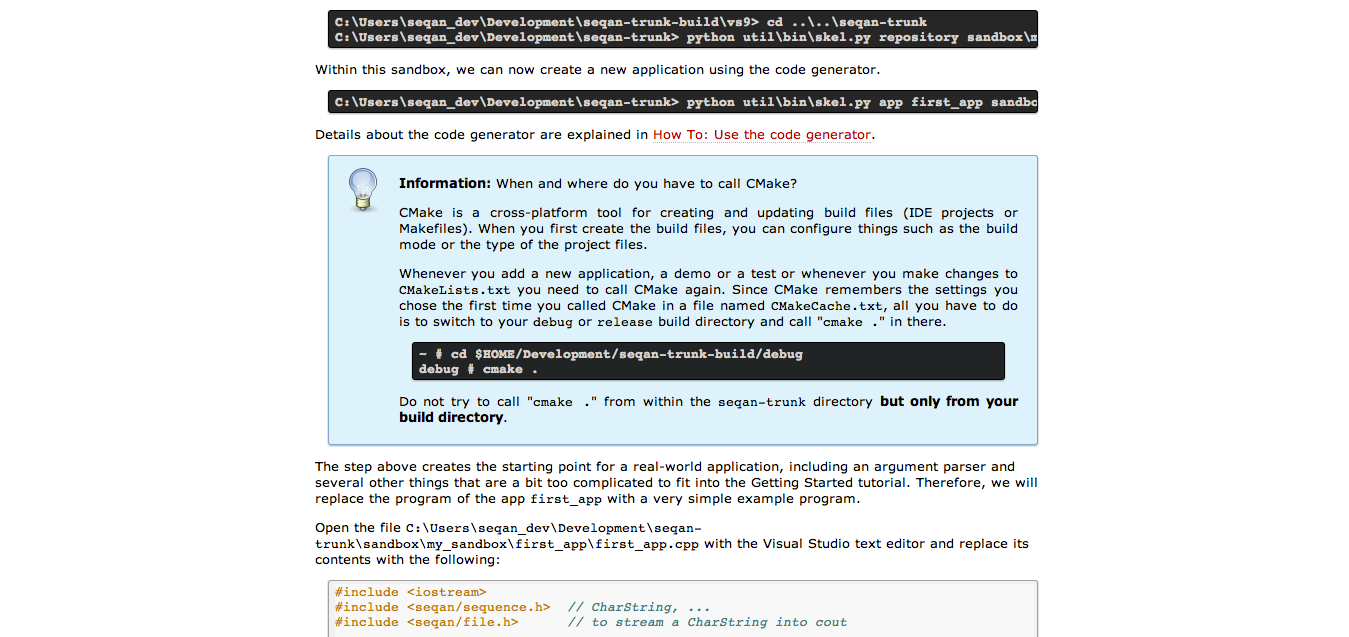 C:\Users\seqan_dev\Development\seqan-trunk-build\vs9> cd ..\..\seqan-trunk
C:\Users\seqan_dev\Development\seqan-trunk> python util\bin\skel.py repository sandbox\m
Within this sandbox, we can now create a new application using the code generator.
C:\Users\seqan_dev\Development\seqan-trunk> python util\bin\skel.py app first_app sandbo
Details about the code generator are explained in How To: Use the code generator.
Information: When and where do you have to call CMake?
CMake is a cross-platform tool for creating and updating build files (IDE projects or
Makefiles). When you first create the build files, you can configure things such as the build
mode or the type of the project files.
Whenever you add a new application, a demo or a test or whenever you make changes to
CMakeLists.txt you need to call CMake again. Since CMake remembers the settings you
chose the first time you called CMake in a file named CMakeCache.txt, all you have to do
is to switch to your debug or release build directory and call "cmake ." in there.
~ # cd $HOME/Development/seqan-trunk-build/debug
debug # cmake .
Do not try to call "cmake ." from within the seqan-trunk directory but only from your
build directory.
The step above creates the starting point for a real-world application, including an argument parser and
several other things that are a bit too complicated to fit into the Getting Started tutorial. Therefore, we will
replace the program of the app first_app with a very simple example program.
Open the file C:\Users\seqan_dev\Development\seqan-
trunk\sandbox\my_sandbox\first_app\first_app.cpp with the Visual Studio text editor and replace its
contents with the following:
#include <iostream>
#include <seqan/sequence.h>  // CharString, ...
#include <seqan/file.h>      // to stream a CharString into cout